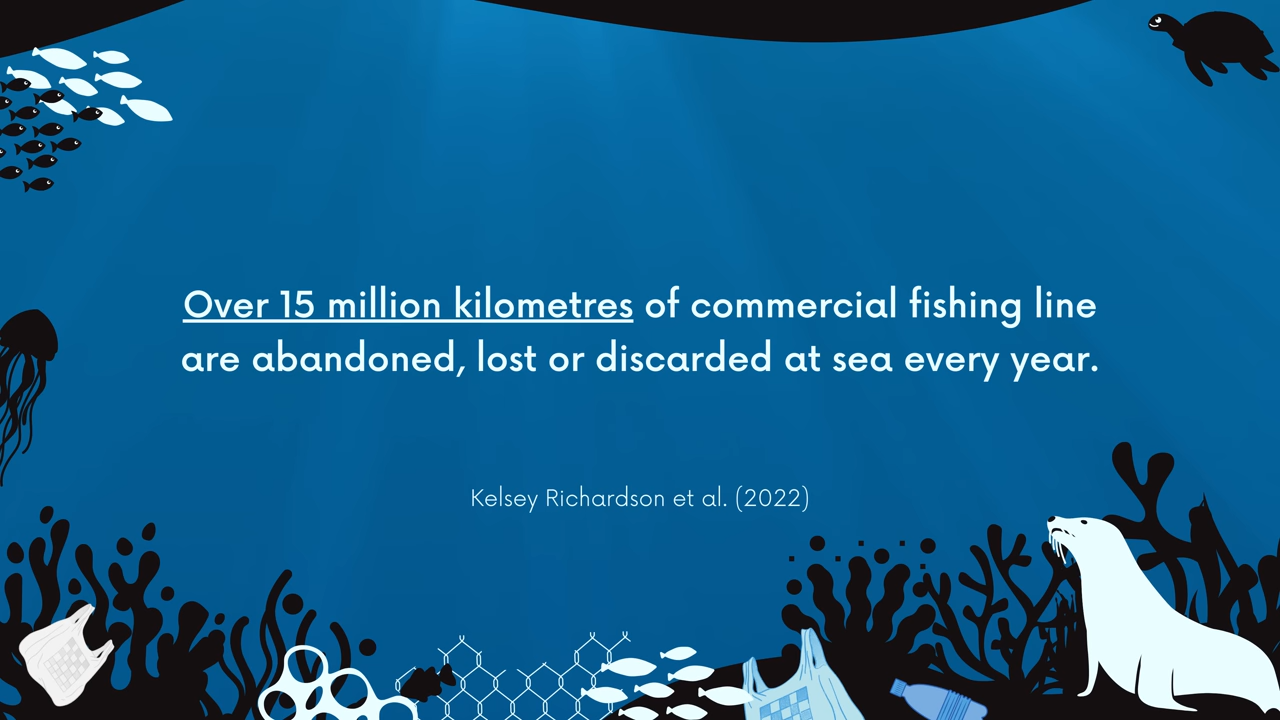 Over 15 million kilometres of commercial fishing line
are abandoned, lost or discarded at sea every year.
Kelsey Richardson et al. (2022)